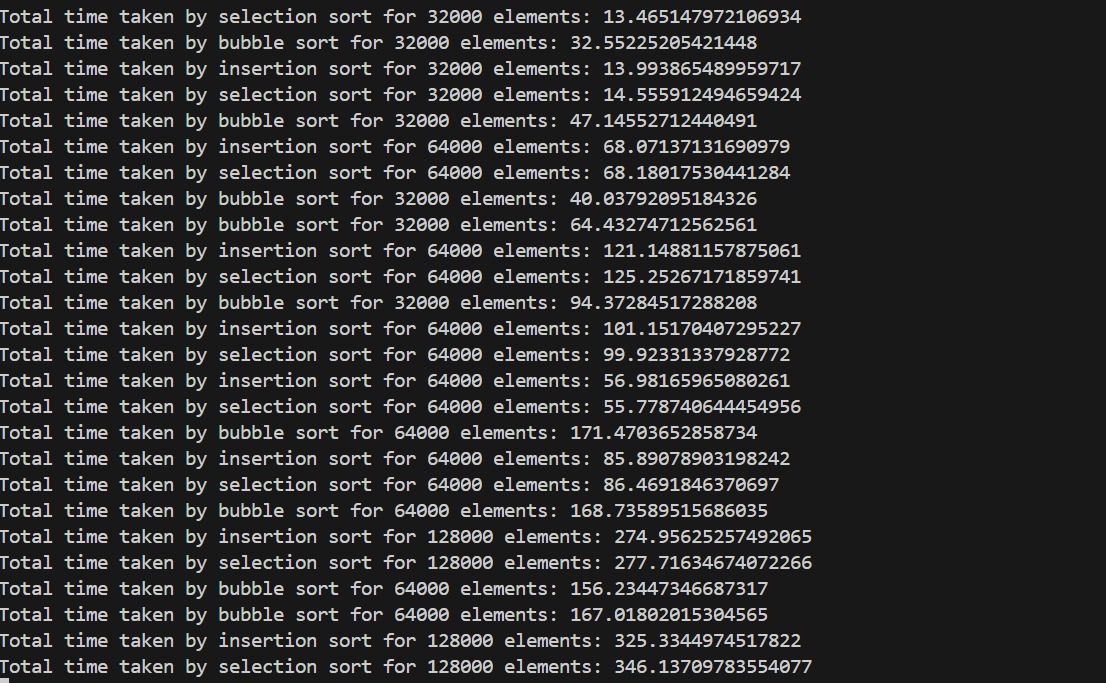 Total time taken by selection sort for 32000 elements: 13.465147972106934
Total time taken by bubble sort for 32000 elements: 32.55225205421448
Total time taken by insertion sort for 32000 elements: 13.993865489959717
Total time taken by selection sort for 32000 elements: 14.555912494659424
Total time taken by bubble sort for 32000 elements: 47.14552712440491
Total time taken by insertion sort for 64000 elements: 68.07137131690979
Total time taken by selection sort for 64000 elements: 68.18017530441284
Total time taken by bubble sort for 32000 elements: 40.03792095184326
Total time taken by bubble sort for 32000 elements: 64.43274712562561
Total time taken by insertion sort for 64000 elements: 121.14881157875061
Total time taken by selection sort for 64000 elements: 125.25267171859741
Total time taken by bubble sort for 32000 elements: 94.37284517288208
Total time taken by insertion sort for 64000 elements: 101.15170407295227
Total time taken by selection sort for 64000 elements: 99.92331337928772
Total time taken by insertion sort for 64000 elements: 56.98165965080261
Total time taken by selection sort for 64000 elements: 55.778740644454956
Total time taken by bubble sort for 64000 elements: 171.4703652858734
Total time taken by insertion sort for 64000 elements: 85.89078903198242
Total time taken by selection sort for 64000 elements: 86.4691846370697
Total time taken by bubble sort for 64000 elements: 168.73589515686035
Total time taken by insertion sort for 128000 elements: 274.95625257492065
Total time taken by selection sort for 128000 elements: 277.71634674072266
Total time taken by bubble sort for 64000 elements: 156.23447346687317
Total time taken by bubble sort for 64000 elements: 167.01802015304565
Total time taken by insertion sort for 128000 elements: 325.3344974517822
Total time taken by selection sort for 128000 elements: 346.13709783554077